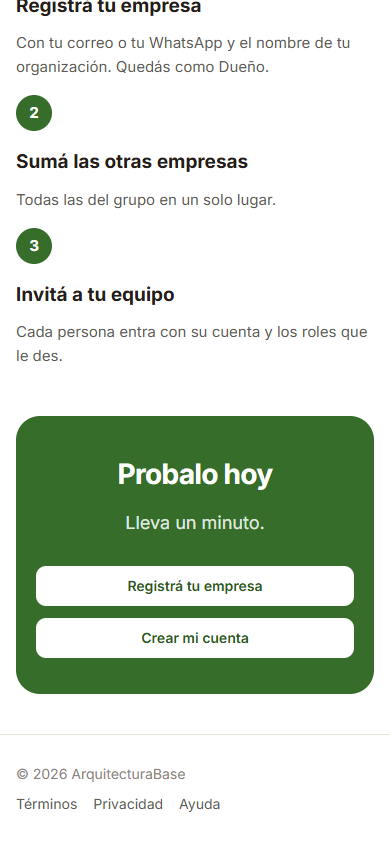 Registrá tu empresa
Con tu correo o tu WhatsApp y el nombre de tu
organización. Quedás como Dueño.
2
Sumá las otras empresas
Todas las del grupo en un solo lugar.
3
Invitá a tu equipo
Cada persona entra con su cuenta y los roles que
le des.
Probalo hoy
Lleva un minuto.
Registrá tu empresa
Crear mi cuenta
© 2026 ArquitecturaBase
Términos Privacidad Ayuda